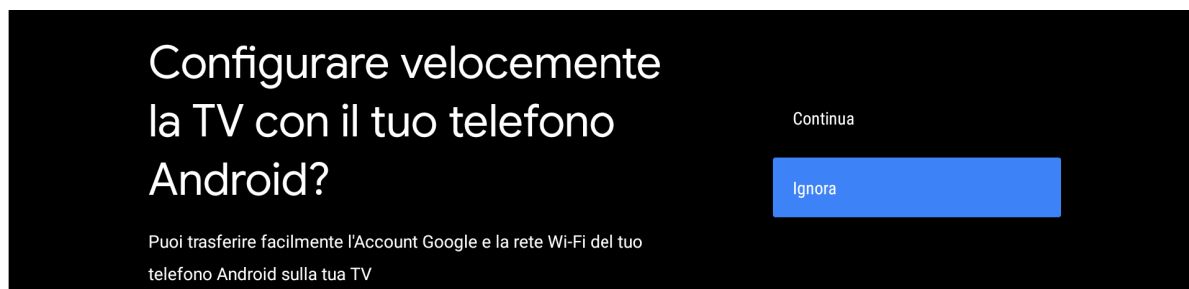 Configurare velocemente
la TV con il tuo telefono
Android?
Continua
Ignora
Puoi trasferire facilmente l'Account Google e la rete Wi-Fi del tuo
telefono Android sulla tua TV